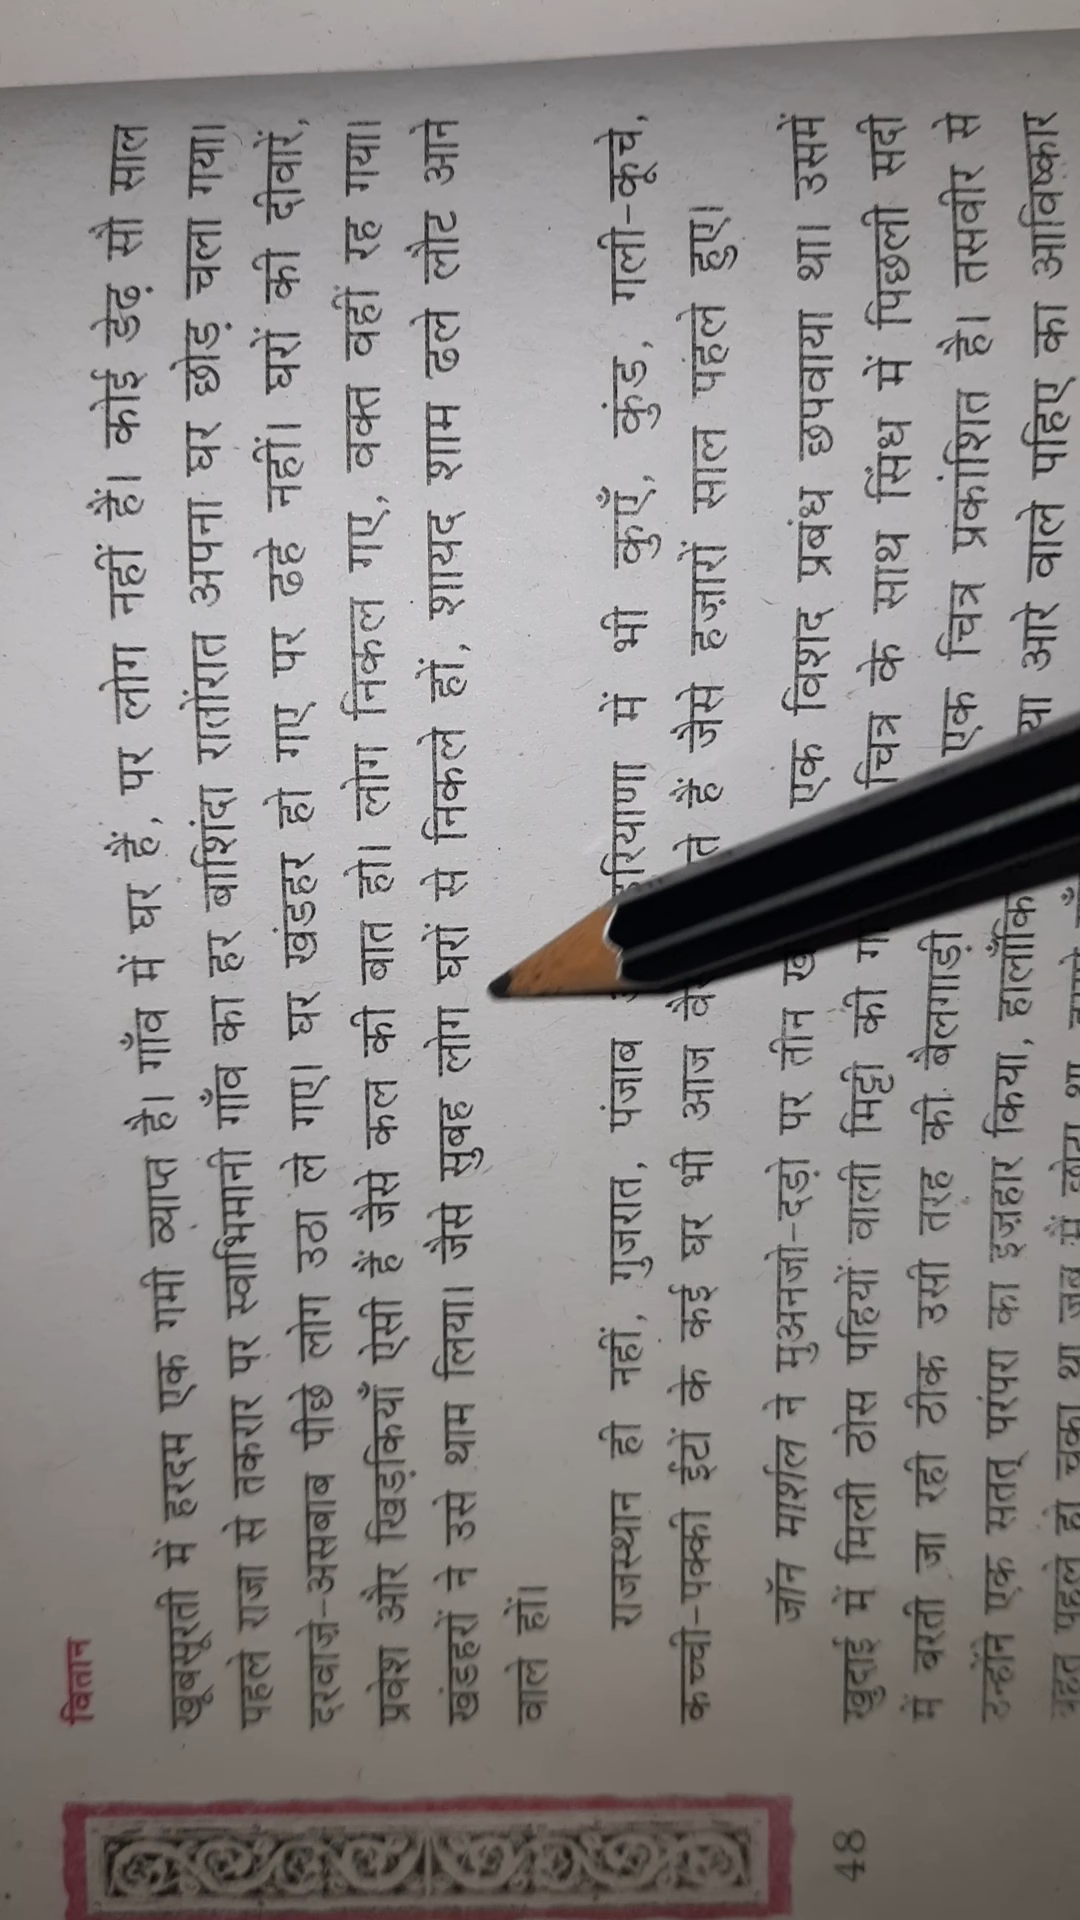 वितान
खूबसूरती में हरदम एक गमी व्याप्त है। गाँव में घर हैं, पर लोग नहीं हैं। कोई डेढ़ सौ साल
पहले राजा से तकरार पर स्वाभिमानी गाँव का हर बाशिंदा रातोंरात अपना घर छोड़ चला गया।
दरवाज़े-असबाब पीछे लोग उठा ले गए। घर खंडहर हो गए पर ढहे नहीं। घरों की दीवारें,
प्रवेश और खिड़कियाँ ऐसी हैं जैसे कल की बात हो। लोग निकल गए, वक्त वहीं रह गया।
खंडहरों ने उसे थाम लिया। जैसे सुबह लोग घरों से निकले हों, शायद शाम ढले लौट आने
वाले हों।
राजस्थान ही नहीं, गुजरात, पंजाब में भी कुएँ, कुंड, गली-कूचे,
कच्ची-पक्की ईंटों के कई घर भी आज हैं जैसे हज़ारों साल पहले हुए।
जॉन मार्शल ने मुअनजो-दड़ो पर तीन एक विशद प्रबंध छपवाया था। उसमें
खुदाई में मिली ठोस पहियों वाली मिट्टी की चित्र के साथ सिंध में पिछली सदी
में बरती जा रही ठीक उसी तरह की बैलगाड़ी एक चित्र प्रकाशित है। तसवीर से
उन्होंने एक सतत् परंपरा का इज़हार किया, हालाँकि या आरे वाले पहिए का आविष्कार
बहुत पहले हो चुका था जब मैं छोटा था
48